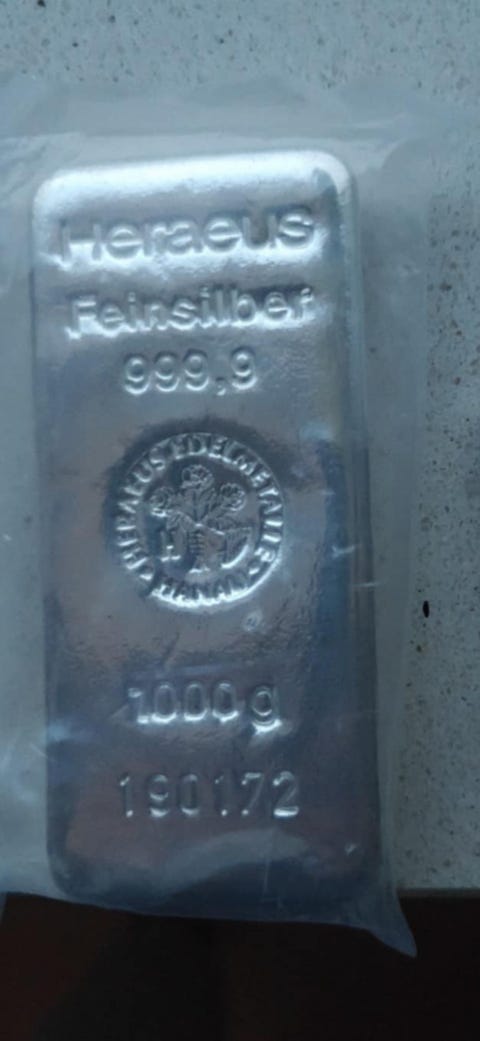 Heraeus
Feinsilber
999,9
HERAEUS EDELMETALLE
HANAU
H
1000 g
190172